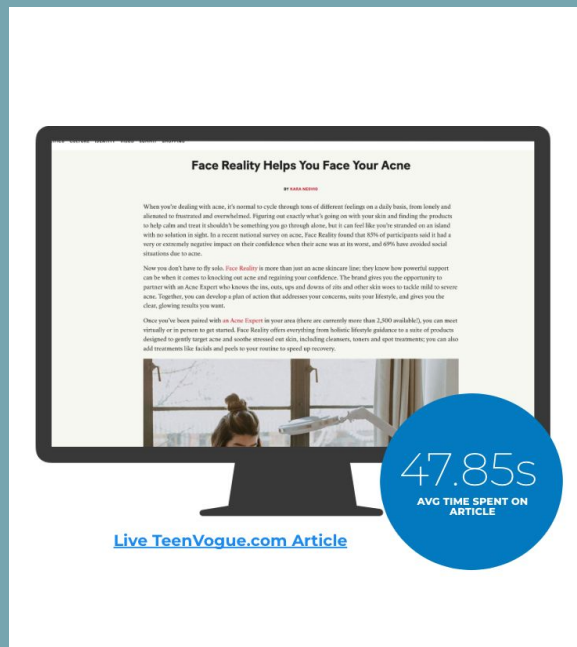 Face Reality Helps You Face Your Acne
BY KARA NESVIG
When you're dealing with acne, it's normal to cycle through tons of different feelings on a daily basis, from lonely and
alienated to frustrated and overwhelmed. Figuring out exactly what's going on with your skin and finding the products
to help calm and treat it shouldn't be something you go through alone, but it can feel like you're stranded on an island
with no solution in sight. In a recent national survey on acne, Face Reality found that 85% of participants said it had a
very or extremely negative impact on their confidence when their acne was at its worst, and 69% have avoided social
situations due to acne.
Now you don't have to fly solo. Face Reality is more than just an acne skincare line; they know how powerful support
can be when it comes to knocking out acne and regaining your confidence. The brand gives you the opportunity to
partner with an Acne Expert who knows the ins, outs, ups and downs of zits and other skin woes to tackle mild to severe
acne. Together, you can develop a plan of action that addresses your concerns, suits your lifestyle, and gives you the
clear, glowing results you want.
Once you've been paired with an Acne Expert in your area (there are currently more than 2,500 available!), you can meet
virtually or in person to get started. Face Reality offers everything from holistic lifestyle guidance to a suite of products
designed to gently target acne and soothe stressed out skin, including cleansers, toners and spot treatments; you can also
add treatments like facials and peels to your routine to speed up recovery.
47.85s
AVG TIME SPENT ON
ARTICLE
Live TeenVogue.com Article